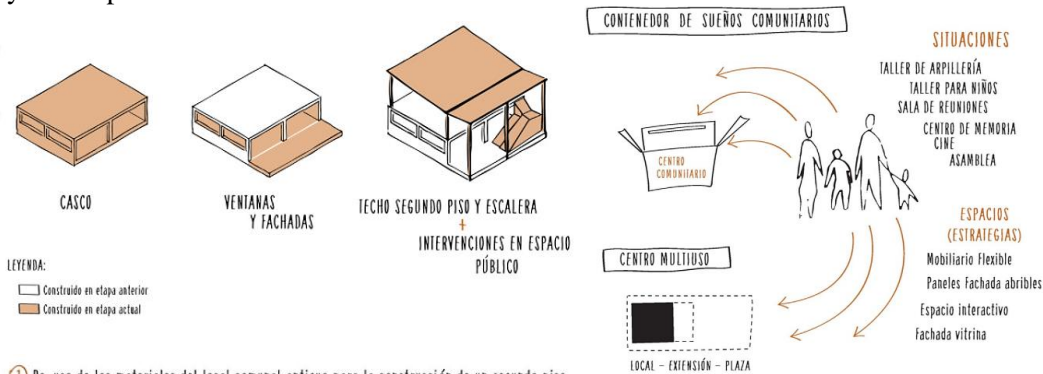 CASCO
VENTANAS
Y FACHADAS
TECHO SEGUNDO PISO Y ESCALERA
+
INTERVENCIONES EN ESPACIO
PÚBLICO
LEYENDA:
Construido en etapa anterior
Construido en etapa actual
CONTENEDOR DE SUEÑOS COMUNITARIOS
SITUACIONES
TALLER DE ARPILLERÍA
TALLER PARA NIÑOS
SALA DE REUNIONES
CENTRO DE MEMORIA
CINE
ASAMBLEA
CENTRO
COMUNITARIO
ESPACIOS
(ESTRATEGIAS)
Mobiliario Flexible
Paneles Fachada abribles
Espacio interactivo
Fachada vitrina
CENTRO MULTIUSO
LOCAL – EXTENSIÓN – PLAZA